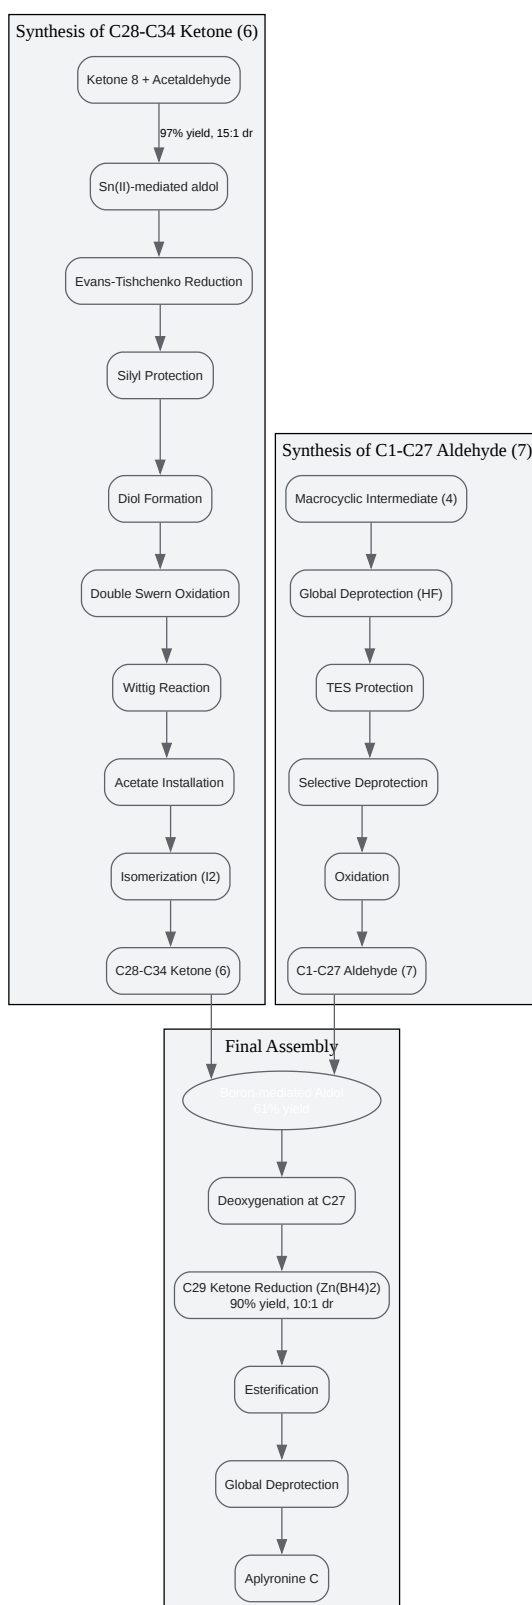 Synthesis of C28-C34 Ketone (6)
Ketone 8 + Acetaldehyde
97% yield, 15:1 dr
Sn(II)-mediated aldol
Evans-Tishchenko Reduction
Silyl Protection
Diol Formation
Double Swern Oxidation
Wittig Reaction
Acetate Installation
Isomerization (I2)
C28-C34 Ketone (6)
Synthesis of C1-C27 Aldehyde (7)
Macrocyclic Intermediate (4)
Global Deprotection (HF)
TES Protection
Selective Deprotection
Oxidation
C1-C27 Aldehyde (7)
Final Assembly
Boron-mediated Aldol
61% yield
Deoxygenation at C27
C29 Ketone Reduction (Zn(BH4)2)
90% yield, 10:1 dr
Esterification
Global Deprotection
Aplyronine C